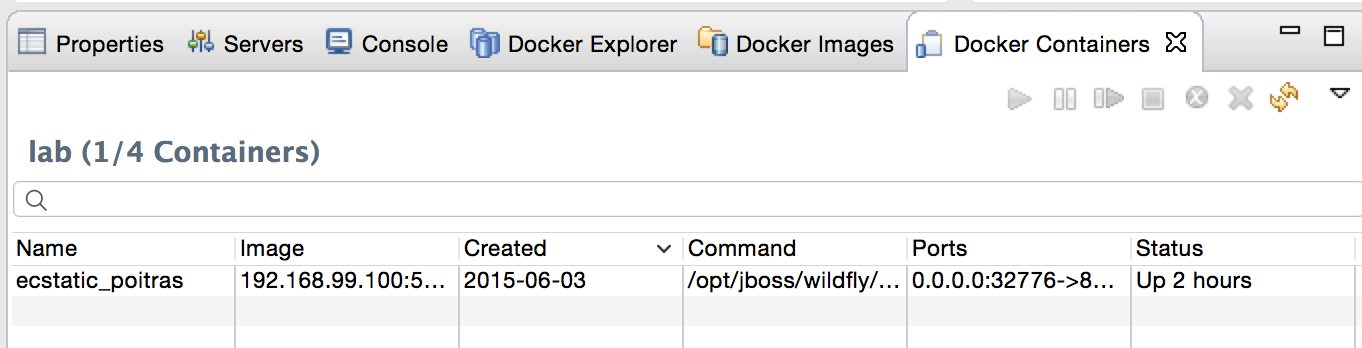 Properties Servers Console Docker Explorer Docker Images Docker Containers
lab (1/4 Containers)
Name Image Created Command Ports Status
ecstatic_poitras 192.168.99.100:5... 2015-06-03 /opt/jboss/wildfly/... 0.0.0.0:32776->8... Up 2 hours